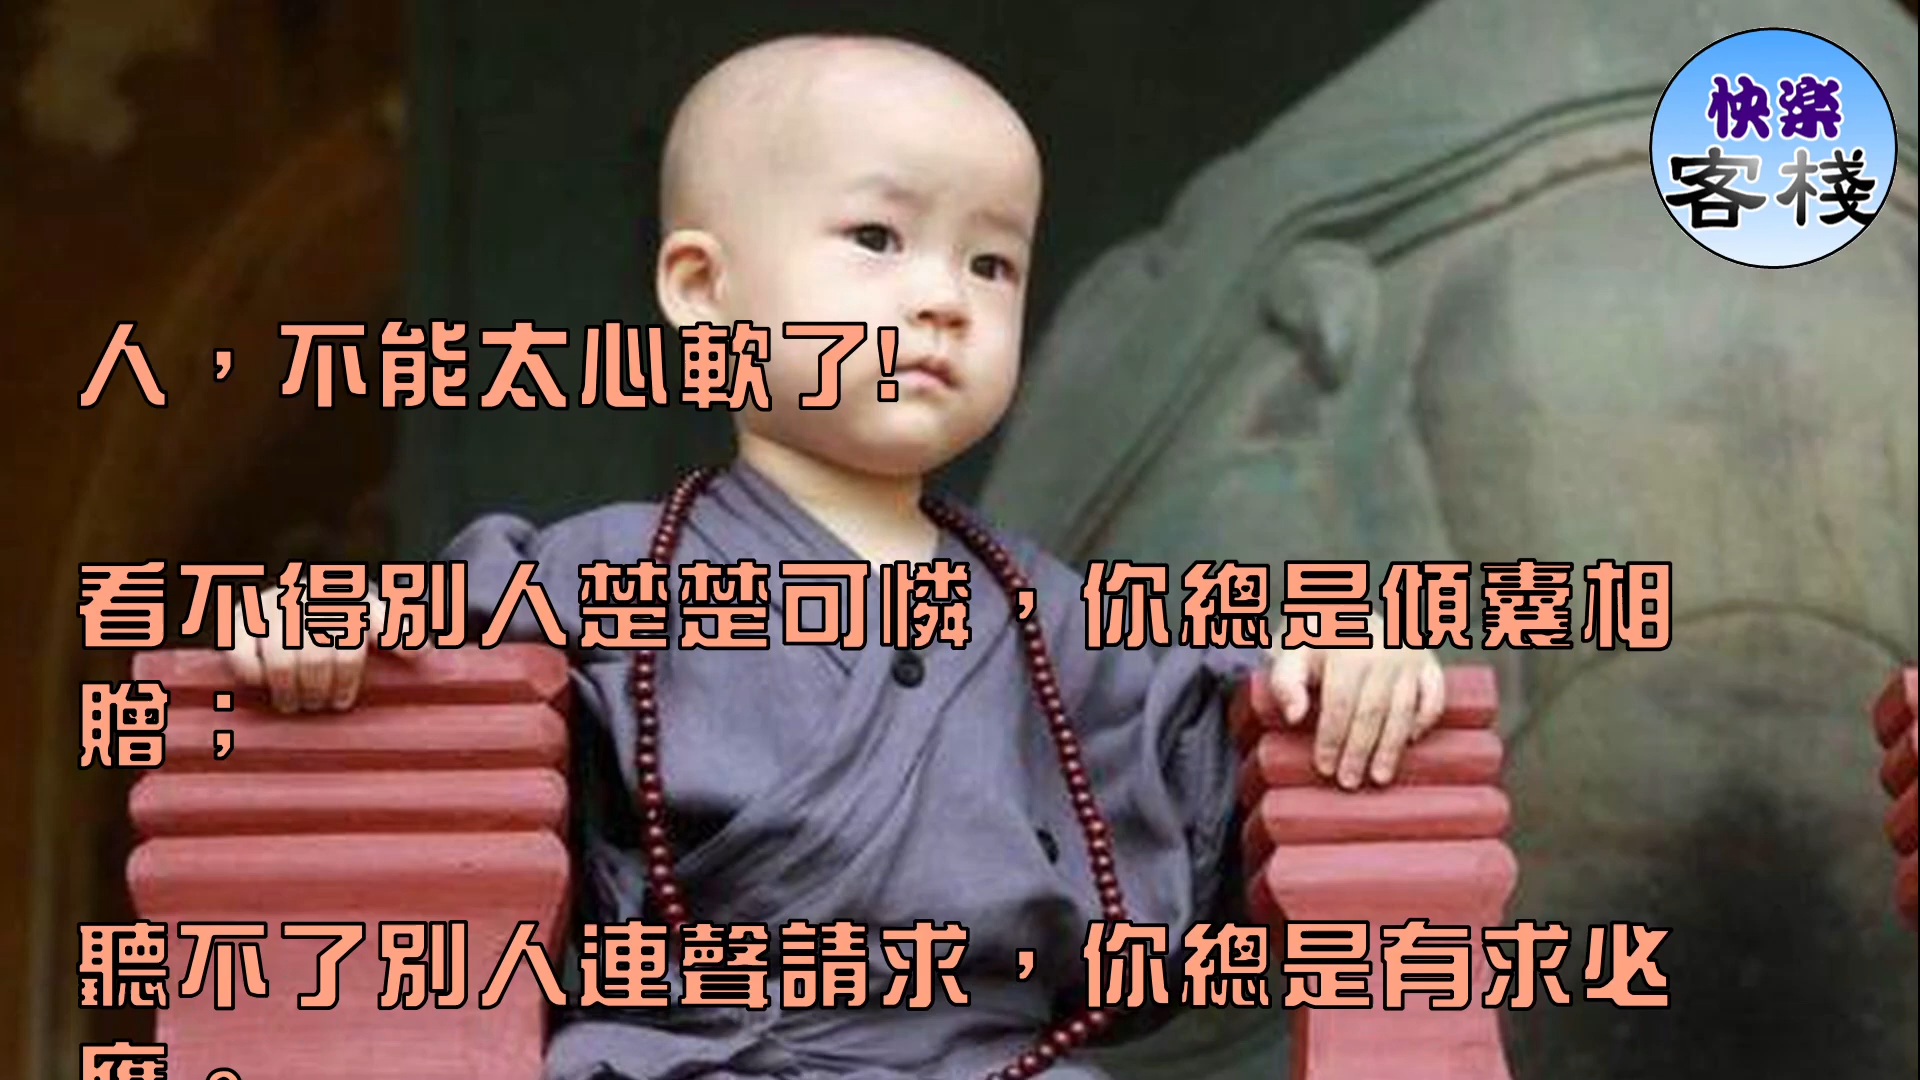 快樂
客棧
人，不能太心軟了!
看不得別人楚楚可憐，你總是傾囊相
贈；
聽不了別人連聲請求，你總是有求必
應。